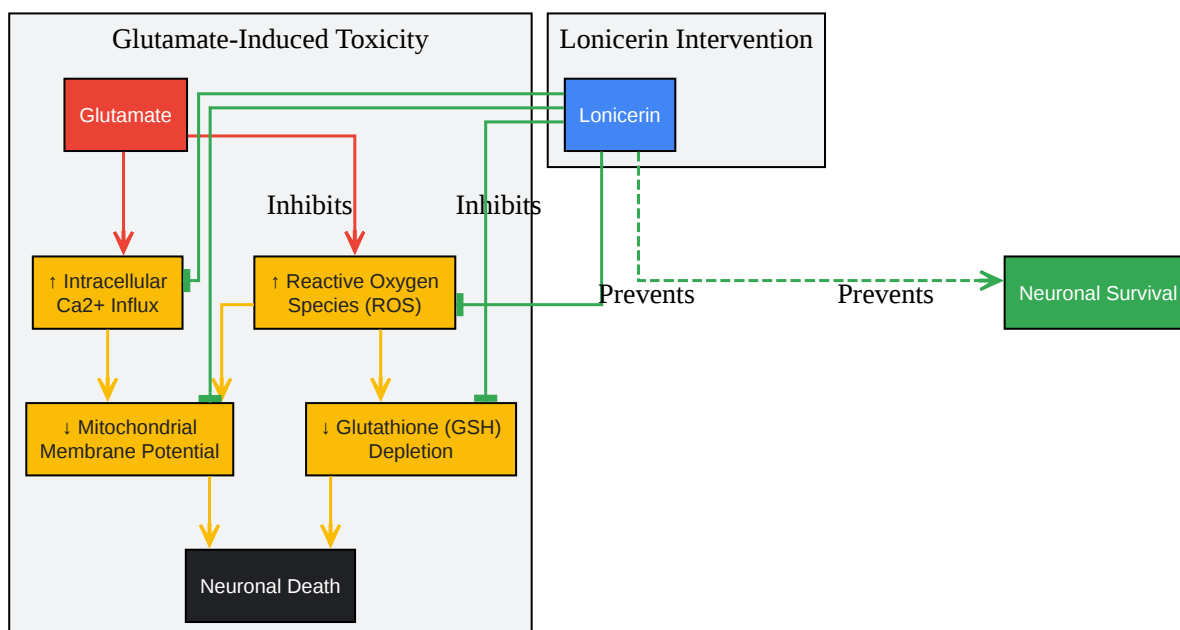 Glutamate-Induced Toxicity
Lonicerin Intervention
Glutamate
Lonicerin
Inhibits
Inhibits
↑ Intracellular
Ca2+ Influx
↑ Reactive Oxygen
Species (ROS)
Prevents
Prevents
Neuronal Survival
↓ Mitochondrial
Membrane Potential
↓ Glutathione (GSH)
Depletion
Neuronal Death